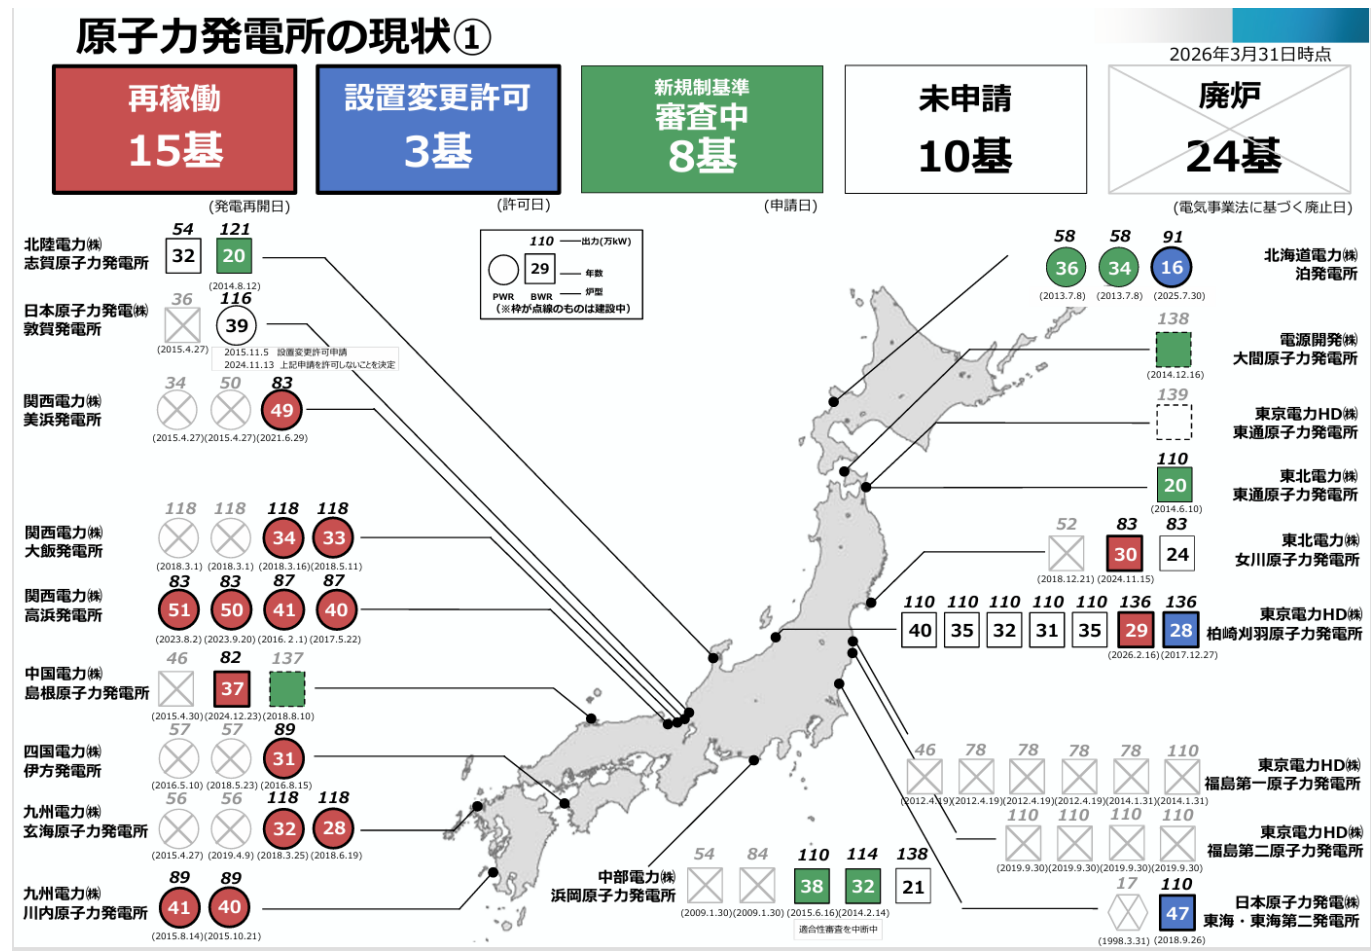 原子力発電所の現状①
2026年3月31日時点
再稼働
15基
(発電再開日)
設置変更許可
3基
(許可日)
新規制基準
審査中
8基
(申請日)
未申請
10基
廃炉
24基
(電気事業法に基づく廃止日)
110 出力(万kW)
29 年数
PWR BWR 炉型
(※枠が点線のものは建設中)
北陸電力㈱
志賀原子力発電所
54 121
32 20
(2014.8.12)
日本原子力発電㈱
敦賀発電所
36 116
39
(2015.4.27)
2015.11.5 設置変更許可申請
2024.11.13 上記申請を許可しないことを決定
関西電力㈱
美浜発電所
34 50 83
49
(2015.4.27)(2015.4.27)(2021.6.29)
関西電力㈱
大飯発電所
118 118 118 118
34 33
(2018.3.1) (2018.3.1) (2018.3.16)(2018.5.11)
関西電力㈱
高浜発電所
83 83 87 87
51 50 41 40
(2023.8.2) (2023.9.20) (2016. 2 .1) (2017.5.22)
中国電力㈱
島根原子力発電所
46 82 137
37
(2015.4.30)(2024.12.23)(2018.8.10)
四国電力㈱
伊方発電所
57 57 89
31
(2016.5.10) (2018.5.23) (2016.8.15)
九州電力㈱
玄海原子力発電所
56 56 118 118
32 28
(2015.4.27) (2019.4.9) (2018.3.25) (2018.6.19)
九州電力㈱
川内原子力発電所
89 89
41 40
(2015.8.14) (2015.10.21)
北海道電力㈱
泊発電所
58 58 91
36 34 16
(2013.7.8) (2013.7.8) (2025.7.30)
電源開発㈱
大間原子力発電所
138
(2014.12.16)
東京電力HD㈱
東通原子力発電所
139
東北電力㈱
東通原子力発電所
110
20
(2014.6.10)
東北電力㈱
女川原子力発電所
52 83 83
30 24
(2018.12.21) (2024.11.15)
東京電力HD㈱
柏崎刈羽原子力発電所
110 110 110 110 110 136 136
40 35 32 31 35 29 28
(2026.2.16) (2017.12.27)
東京電力HD㈱
福島第一原子力発電所
46 78 78 78 78 110
(2012.4.19)(2012.4.19)(2012.4.19)(2012.4.19)(2014.1.31)(2014.1.31)
東京電力HD㈱
福島第二原子力発電所
110 110 110 110
(2019.9.30)(2019.9.30)(2019.9.30)(2019.9.30)
中部電力㈱
浜岡原子力発電所
54 84 110 114 138
38 32 21
(2009.1.30) (2009.1.30) (2015.6.16)(2014.2.14)
適合性審査を中断中
日本原子力発電㈱
東海・東海第二発電所
17 110
47
(1998.3.31) (2018.9.26)